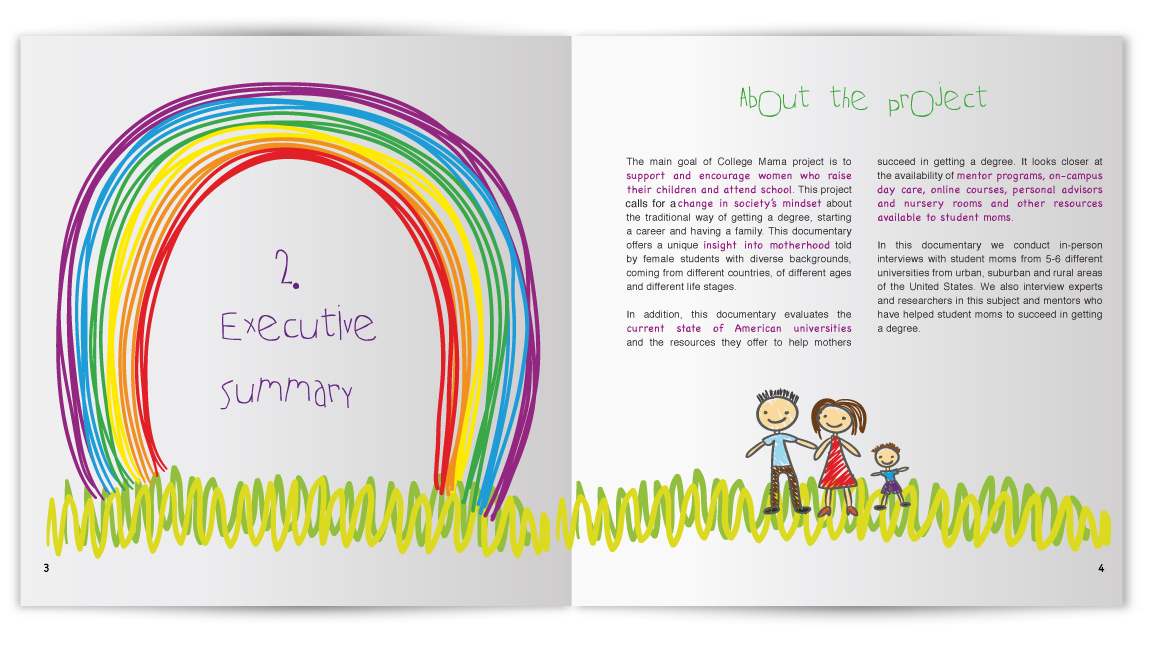 2.
Executive
summary
3
About the project
The main goal of College Mama project is to
support and encourage women who raise
their children and attend school. This project
calls for a change in society's mindset about
the traditional way of getting a degree, starting
a career and having a family. This documentary
offers a unique insight into motherhood told
by female students with diverse backgrounds,
coming from different countries, of different ages
and different life stages.
In addition, this documentary evaluates the
current state of American universities
and the resources they offer to help mothers
succeed in getting a degree. It looks closer at
the availability of mentor programs, on-campus
day care, online courses, personal advisors
and nursery rooms and other resources
available to student moms.
In this documentary we conduct in-person
interviews with student moms from 5-6 different
universities from urban, suburban and rural areas
of the United States. We also interview experts
and researchers in this subject and mentors who
have helped student moms to succeed in getting
a degree.
4